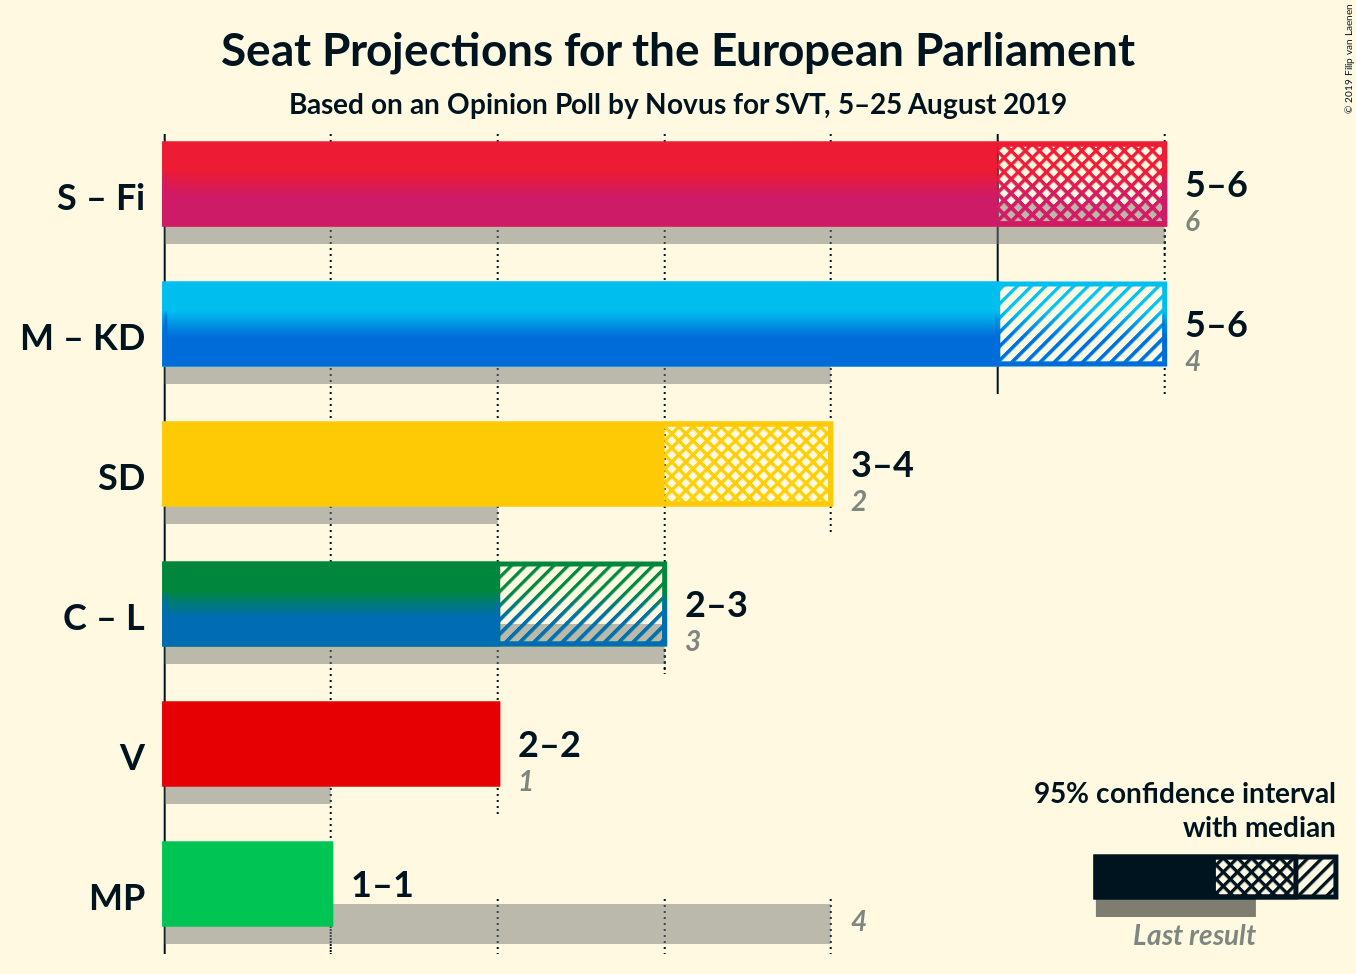 Seat Projections for the European Parliament
Based on an Opinion Poll by Novus for SVT, 5–25 August 2019
© 2019 Filip van Laenen
S – Fi
5–6
6
M – KD
5–6
4
SD
3–4
2
C – L
2–3
3
V
2–2
1
MP
1–1
4
95% confidence interval
with median
Last result